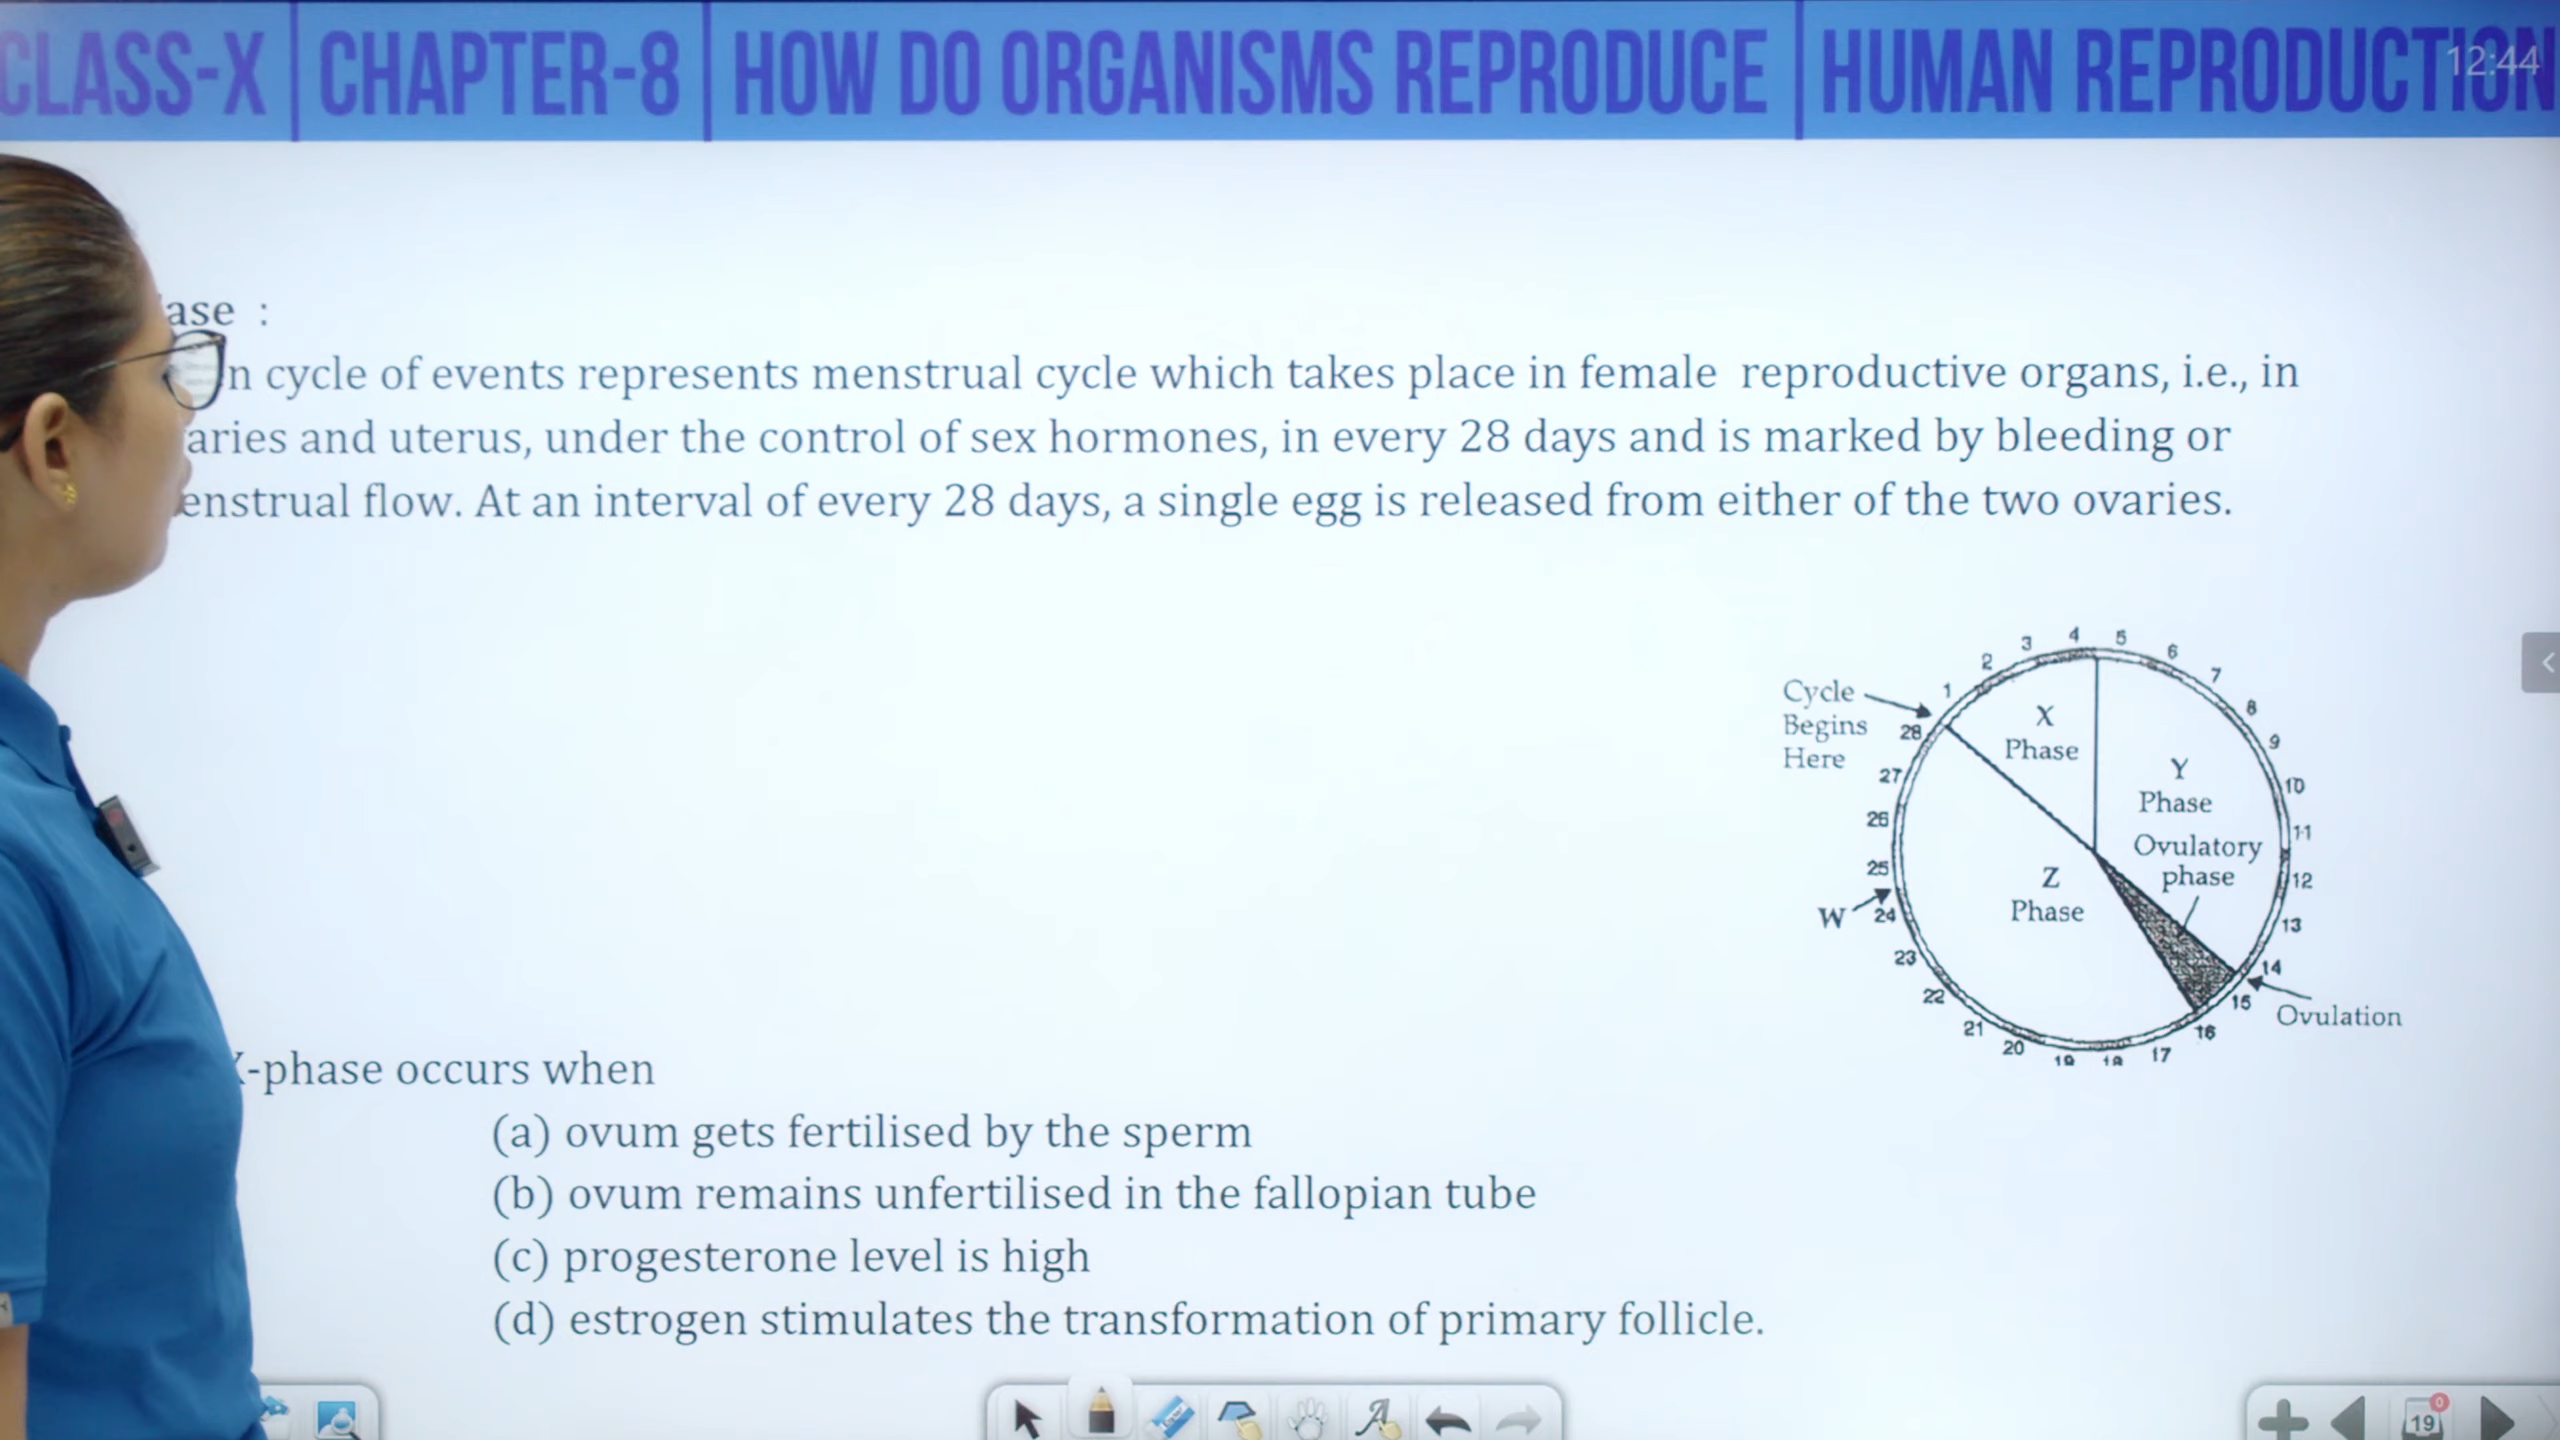 CLASS-X | CHAPTER-8 | HOW DO ORGANISMS REPRODUCE | HUMAN REPRODUCTION
12:44
ase :
n cycle of events represents menstrual cycle which takes place in female reproductive organs, i.e., in
aries and uterus, under the control of sex hormones, in every 28 days and is marked by bleeding or
enstrual flow. At an interval of every 28 days, a single egg is released from either of the two ovaries.
Cycle
Begins
Here
1
2
3
4
5
6
7
8
9
10
11
12
13
14
15
16
17
18
19
20
21
22
23
24
25
26
27
28
X
Phase
Y
Phase
Ovulatory
phase
Z
Phase
W
Ovulation
-phase occurs when
(a) ovum gets fertilised by the sperm
(b) ovum remains unfertilised in the fallopian tube
(c) progesterone level is high
(d) estrogen stimulates the transformation of primary follicle.
A
19
0